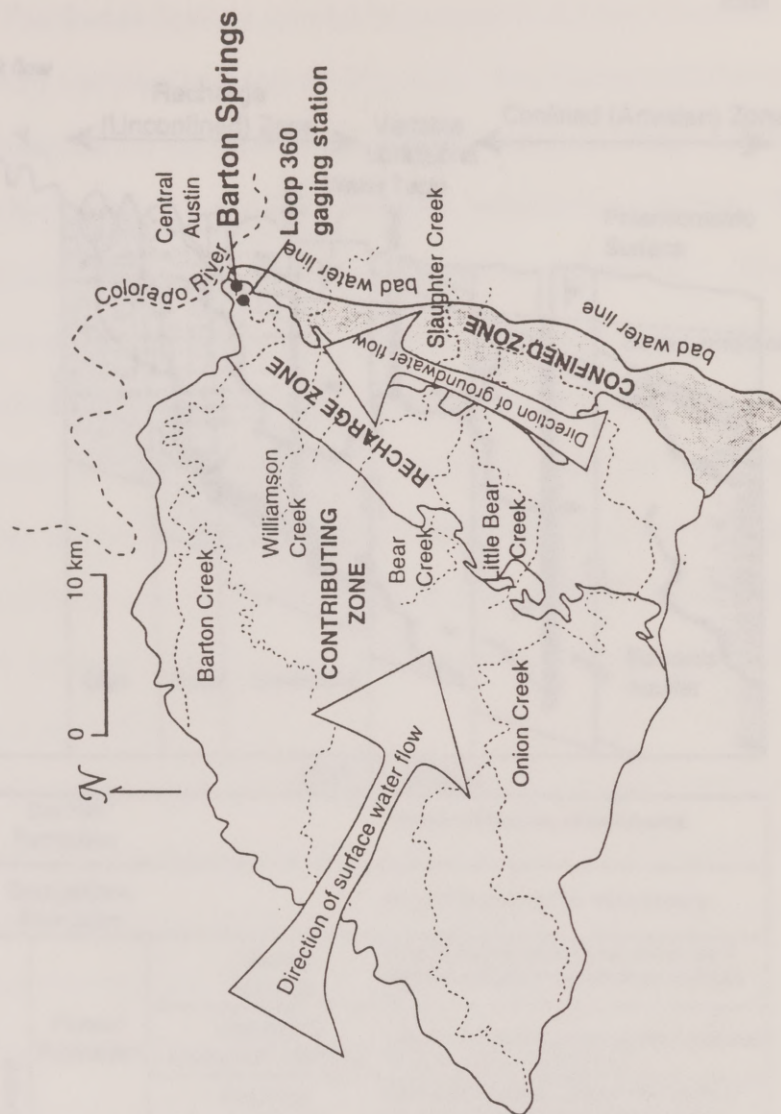 N
0
10 km
Colorado River
Central
Austin
Barton Springs
Loop 360
gaging station
Barton Creek
Williamson
Creek
CONTRIBUTING
ZONE
RECHARGE ZONE
bad water line
Slaughter Creek
Direction of groundwater flow
CONFINED ZONE
bad water line
Bear
Creek
Little Bear
Creek
Onion Creek
Direction of surface water flow